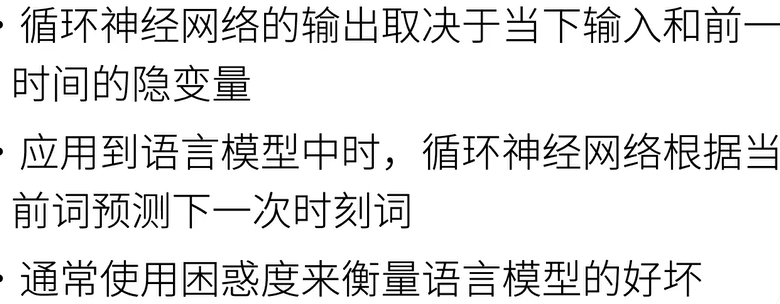 • 循环神经网络的输出取决于当下输入和前一
时间的隐变量
• 应用到语言模型中时，循环神经网络根据当
前词预测下一次时刻词
• 通常使用困惑度来衡量语言模型的好坏